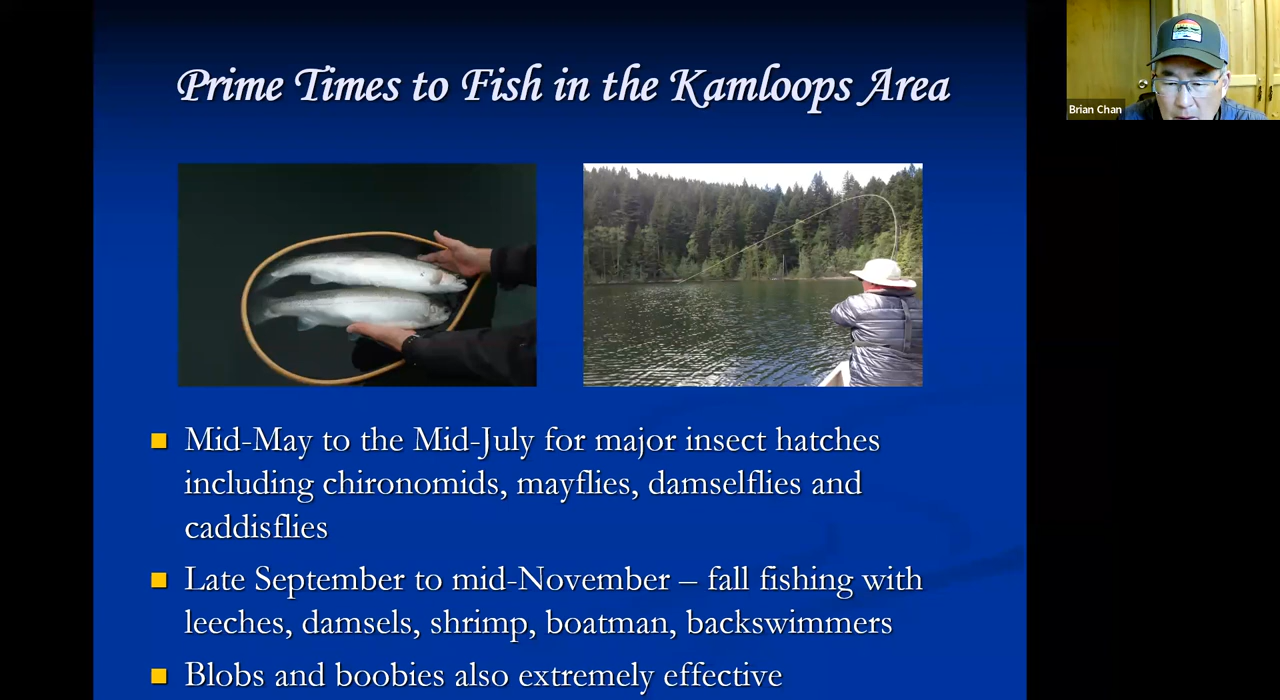 Prime Times to Fish in the Kamloops Area
Brian Chan
Mid-May to the Mid-July for major insect hatches
including chironomids, mayflies, damselflies and
caddisflies
Late September to mid-November – fall fishing with
leeches, damsels, shrimp, boatman, backswimmers
Blobs and boobies also extremely effective